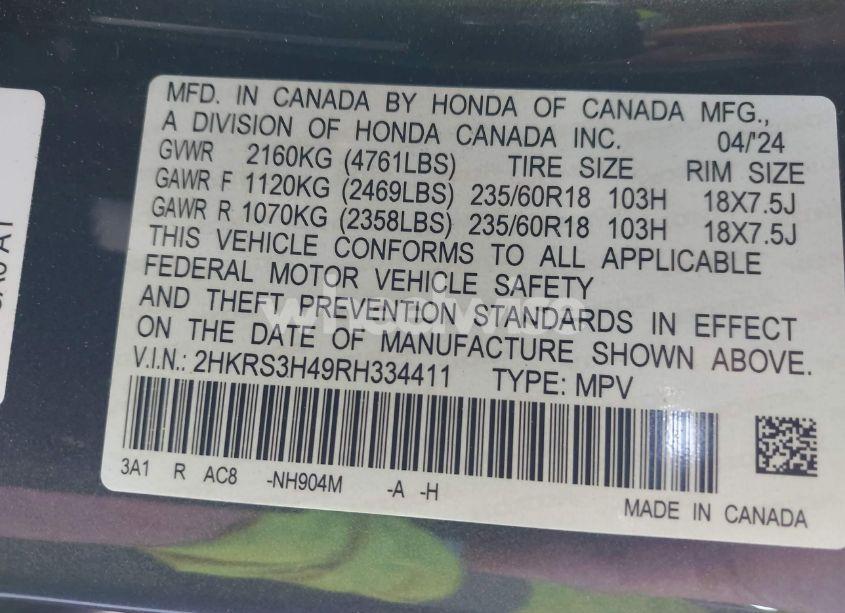 MFD. IN CANADA BY HONDA OF CANADA MFG.,
A DIVISION OF HONDA CANADA INC. 04/'24
GVWR 2160KG (4761LBS) TIRE SIZE RIM SIZE
GAWR F 1120KG (2469LBS) 235/60R18 103H 18X7.5J
GAWR R 1070KG (2358LBS) 235/60R18 103H 18X7.5J
THIS VEHICLE CONFORMS TO ALL APPLICABLE
FEDERAL MOTOR VEHICLE SAFETY
AND THEFT PREVENTION STANDARDS IN EFFECT
ON THE DATE OF MANUFACTURE SHOWN ABOVE.
V.I.N.: 2HKRS3H49RH334411 TYPE: MPV
3A1 R AC8 -NH904M -A -H
MADE IN CANADA